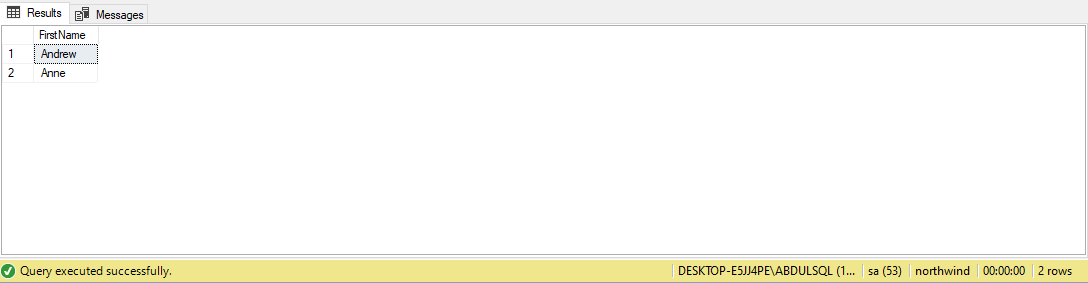 Results Messages
FirstName
1 Andrew
2 Anne
Query executed successfully. DESKTOP-E5JJ4PE\ABDULSQL (1... sa (53) northwind 00:00:00 2 rows